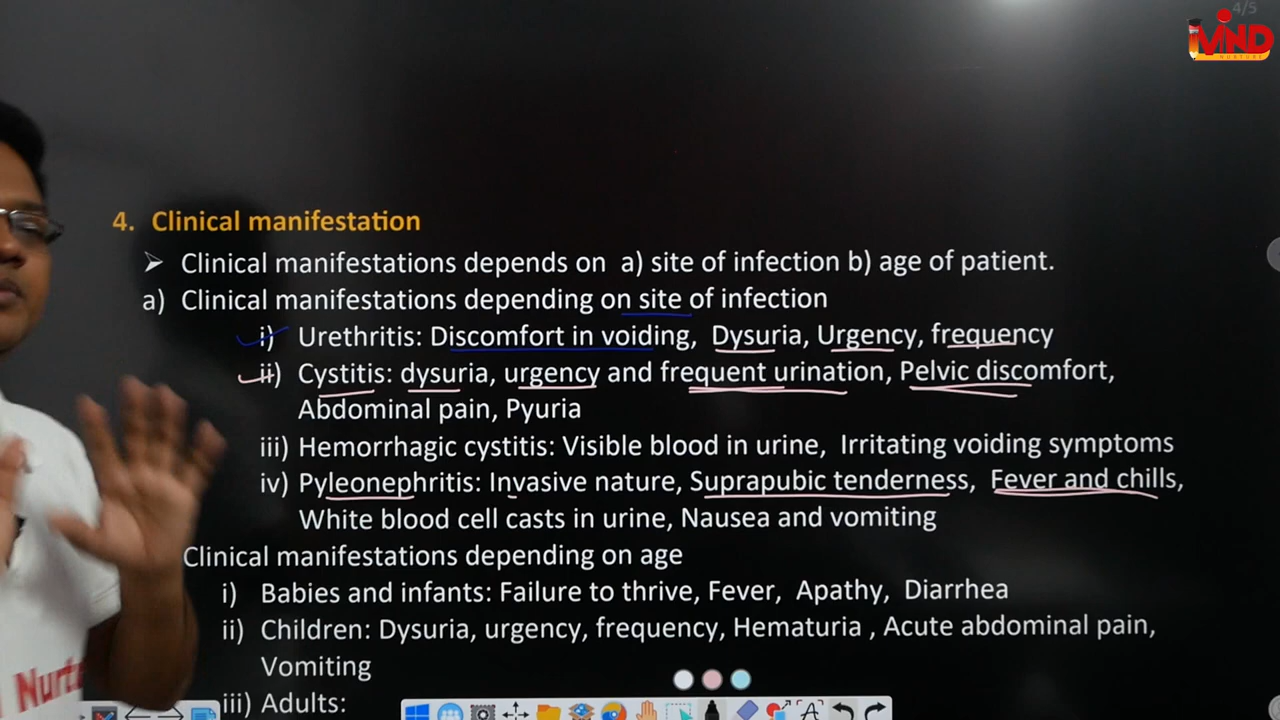 4/5
MIND
NURTURE
4. Clinical manifestation
➤ Clinical manifestations depends on a) site of infection b) age of patient.
a) Clinical manifestations depending on site of infection
i) Urethritis: Discomfort in voiding, Dysuria, Urgency, frequency
ii) Cystitis: dysuria, urgency and frequent urination, Pelvic discomfort,
Abdominal pain, Pyuria
iii) Hemorrhagic cystitis: Visible blood in urine, Irritating voiding symptoms
iv) Pyleonephritis: Invasive nature, Suprapubic tenderness, Fever and chills,
White blood cell casts in urine, Nausea and vomiting
Clinical manifestations depending on age
i) Babies and infants: Failure to thrive, Fever, Apathy, Diarrhea
ii) Children: Dysuria, urgency, frequency, Hematuria , Acute abdominal pain,
Vomiting
iii) Adults: